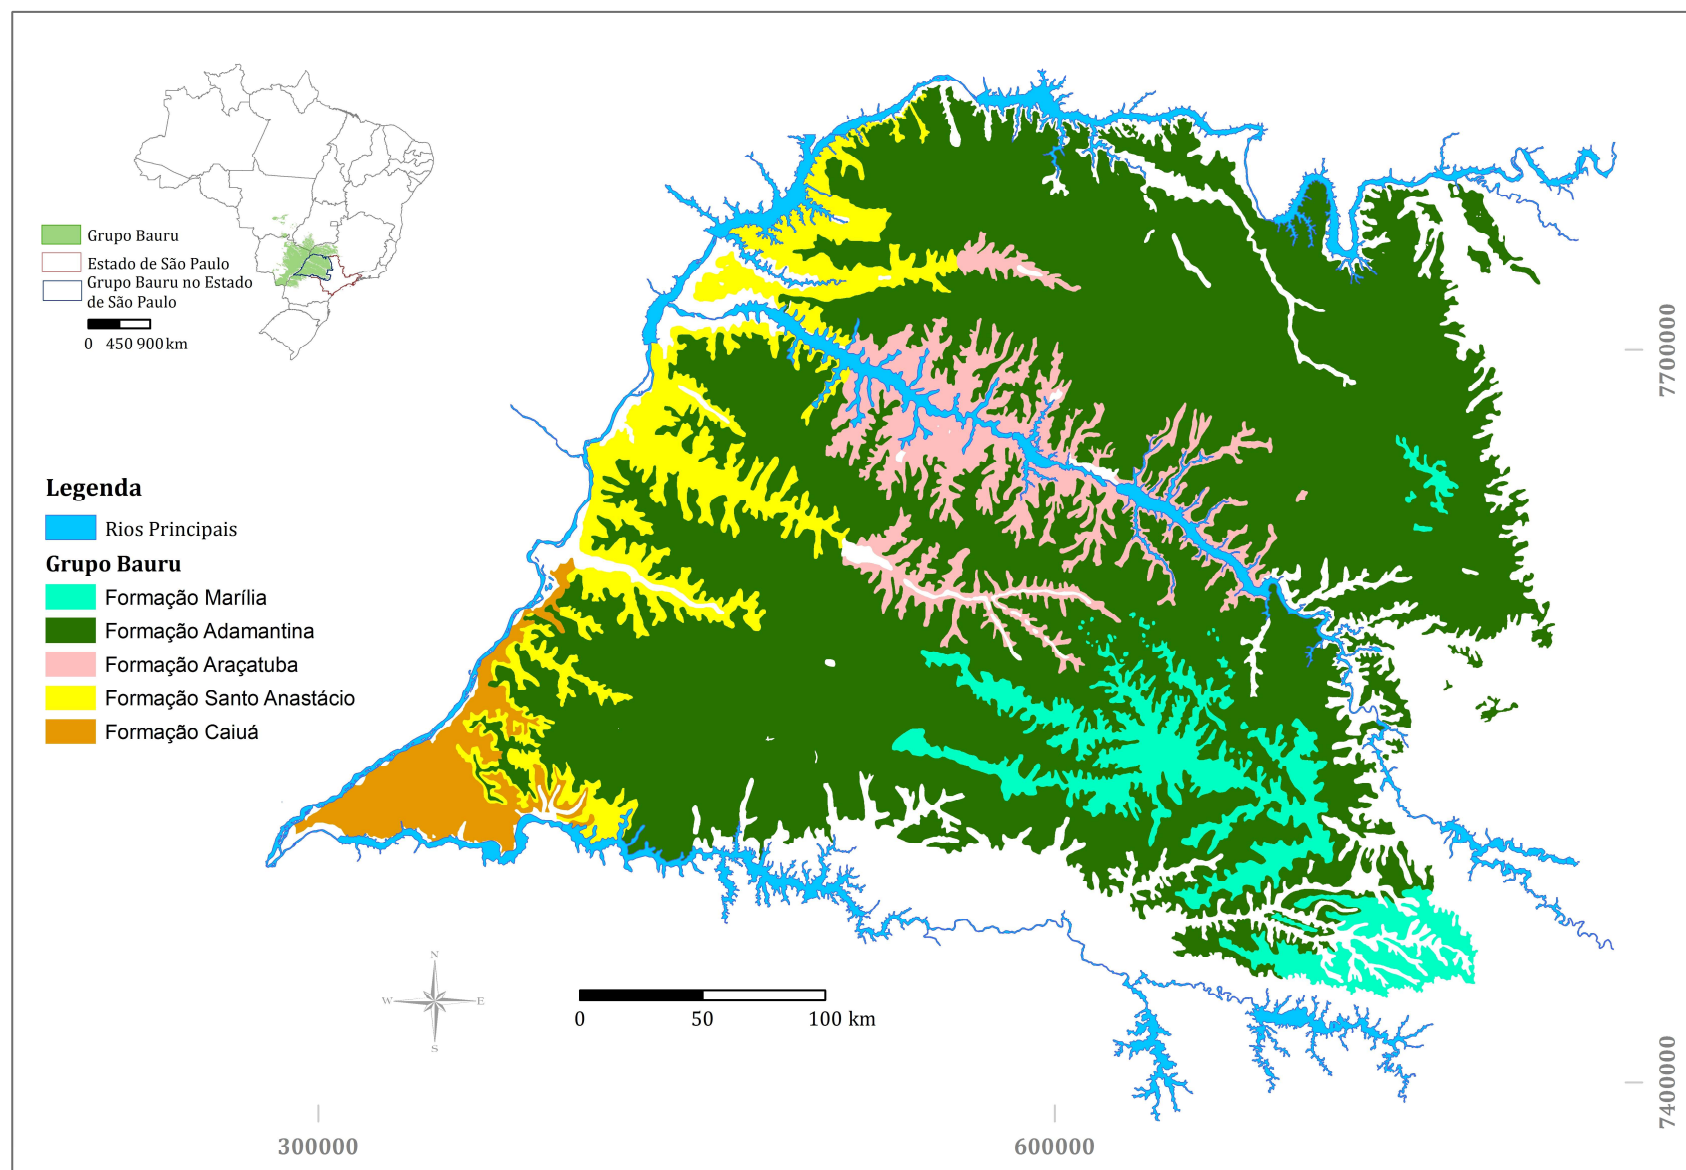 Grupo Bauru
Estado de São Paulo
Grupo Bauru no Estado
de São Paulo
0 450 900 km
Legenda
Rios Principais
Grupo Bauru
Formação Marília
Formação Adamantina
Formação Araçatuba
Formação Santo Anastácio
Formação Caiuá
N
W E
S
0 50 100 km
7700000
7400000
300000 600000